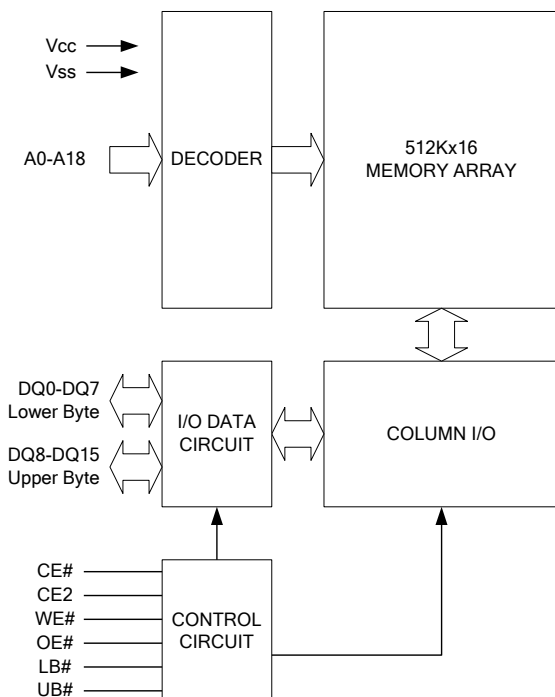 Vcc
Vss
A0-A18
DECODER
512Kx16
MEMORY ARRAY
DQ0-DQ7
Lower Byte
DQ8-DQ15
Upper Byte
I/O DATA
CIRCUIT
COLUMN I/O
CE#
CE2
WE#
OE#
LB#
UB#
CONTROL
CIRCUIT